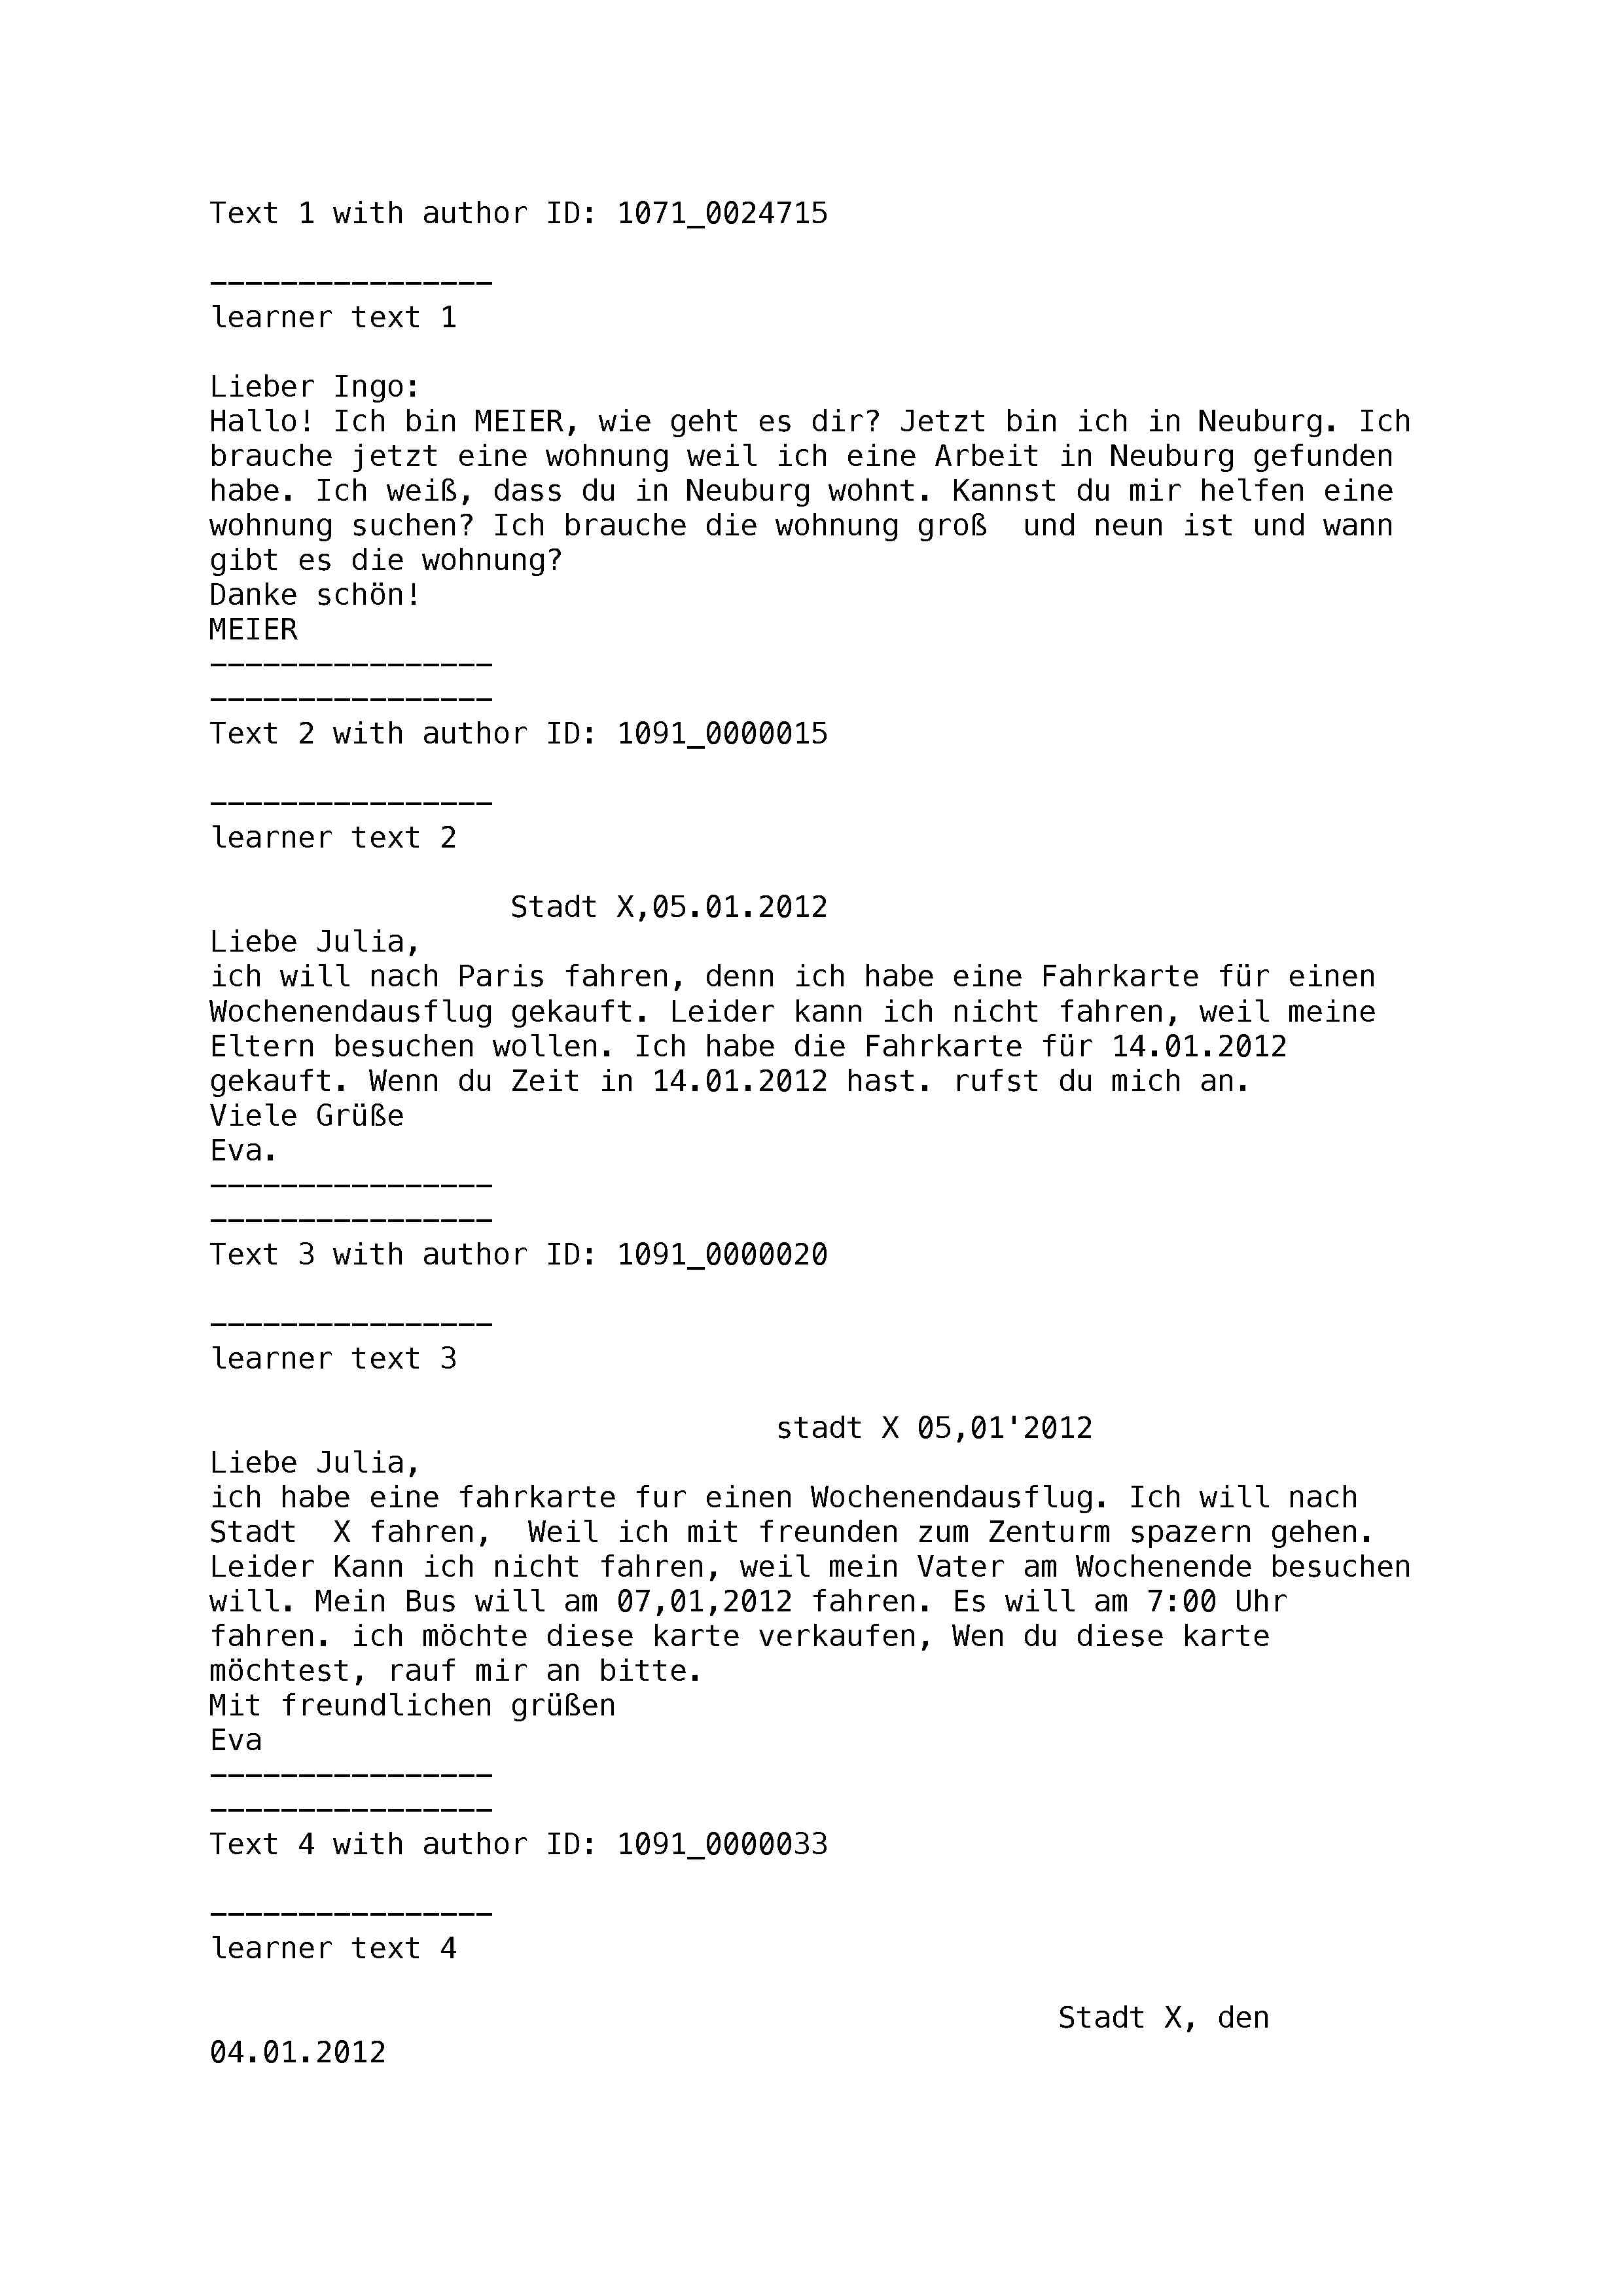 Text 1 with author ID: 1071_0024715
----------------
learner text 1
Lieber Ingo:
Hallo! Ich bin MEIER, wie geht es dir? Jetzt bin ich in Neuburg. Ich
brauche jetzt eine wohnung weil ich eine Arbeit in Neuburg gefunden
habe. Ich weiß, dass du in Neuburg wohnt. Kannst du mir helfen eine
wohnung suchen? Ich brauche die wohnung groß  und neun ist und wann
gibt es die wohnung?
Danke schön!
MEIER
----------------
----------------
Text 2 with author ID: 1091_0000015
----------------
learner text 2
Stadt X,05.01.2012
Liebe Julia,
ich will nach Paris fahren, denn ich habe eine Fahrkarte für einen
Wochenendausflug gekauft. Leider kann ich nicht fahren, weil meine
Eltern besuchen wollen. Ich habe die Fahrkarte für 14.01.2012
gekauft. Wenn du Zeit in 14.01.2012 hast. rufst du mich an.
Viele Grüße
Eva.
----------------
----------------
Text 3 with author ID: 1091_0000020
----------------
learner text 3
stadt X 05,01'2012
Liebe Julia,
ich habe eine fahrkarte fur einen Wochenendausflug. Ich will nach
Stadt  X fahren,  Weil ich mit freunden zum Zenturm spazern gehen.
Leider Kann ich nicht fahren, weil mein Vater am Wochenende besuchen
will. Mein Bus will am 07,01,2012 fahren. Es will am 7:00 Uhr
fahren. ich möchte diese karte verkaufen, Wen du diese karte
möchtest, rauf mir an bitte.
Mit freundlichen grüßen
Eva
----------------
----------------
Text 4 with author ID: 1091_0000033
----------------
learner text 4
Stadt X, den
04.01.2012